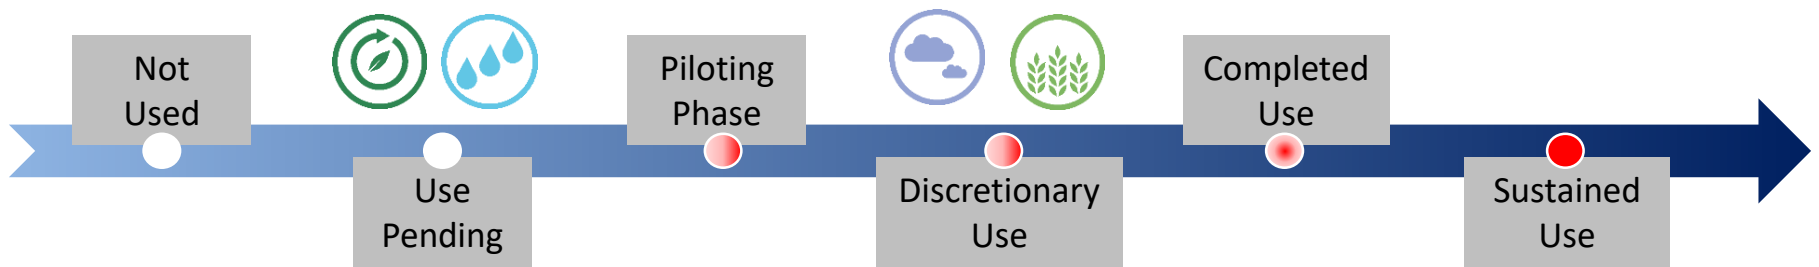 Not
Used
Use
Pending
Piloting
Phase
Discretionary
Use
Completed
Use
Sustained
Use